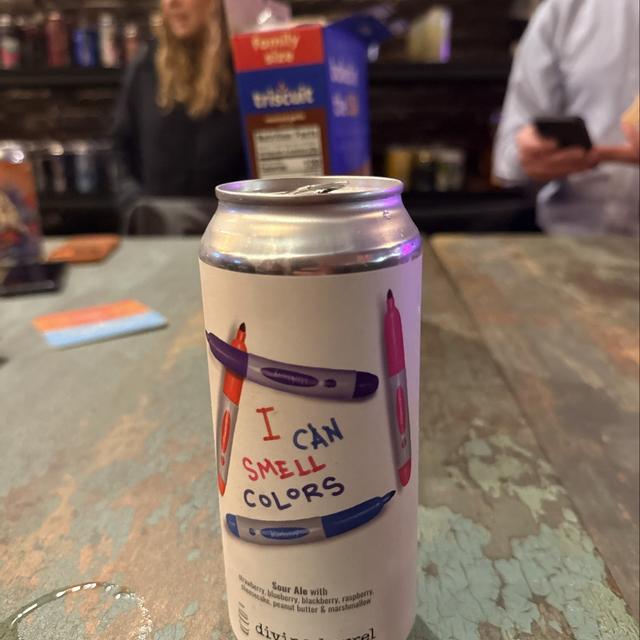 Family
size
triscuit
Nutrition Facts
I CAN
SMELL
COLORS
Sour Ale with
strawberry, blueberry, blackberry, raspberry,
cheesecake, peanut butter & marshmallow